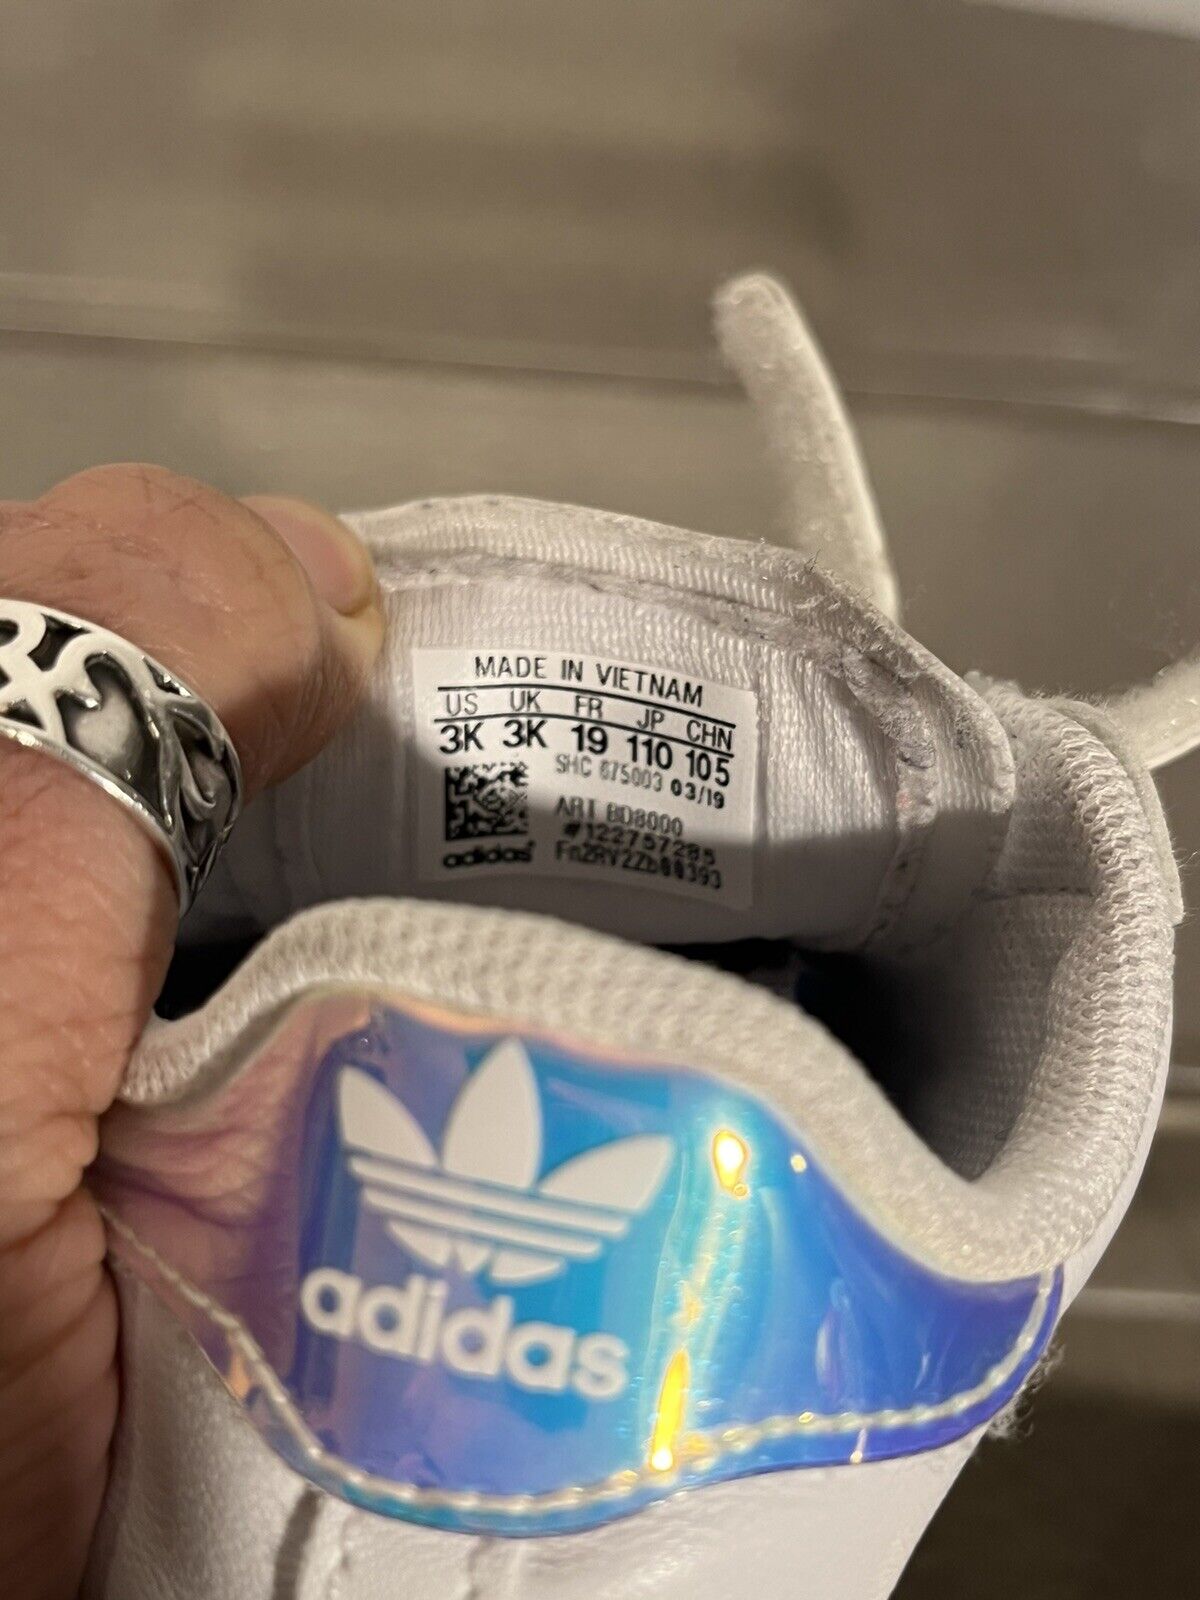 MADE IN VIETNAM
US UK FR JP CHN
3K 3K 19 110 105
SHC 675003 03/19
ART BD8000
#122757285
adidas
adidas